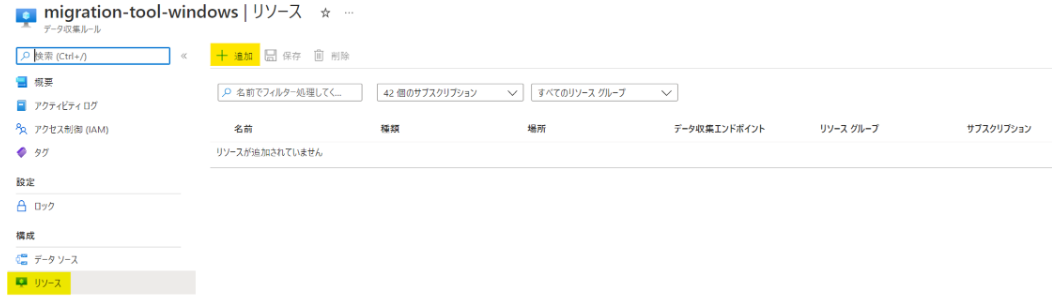 migration-tool-windows | リソース ☆ …
データ収集ルール
検索 (Ctrl+/) «
概要
アクティビティ ログ
アクセス制御 (IAM)
タグ
設定
ロック
構成
データ ソース
リソース
+ 追加 保存 削除
名前でフィルター処理してく... 42 個のサブスクリプション すべてのリソース グループ
名前 種類 場所 データ収集エンドポイント リソース グループ サブスクリプション
リソースが追加されていません